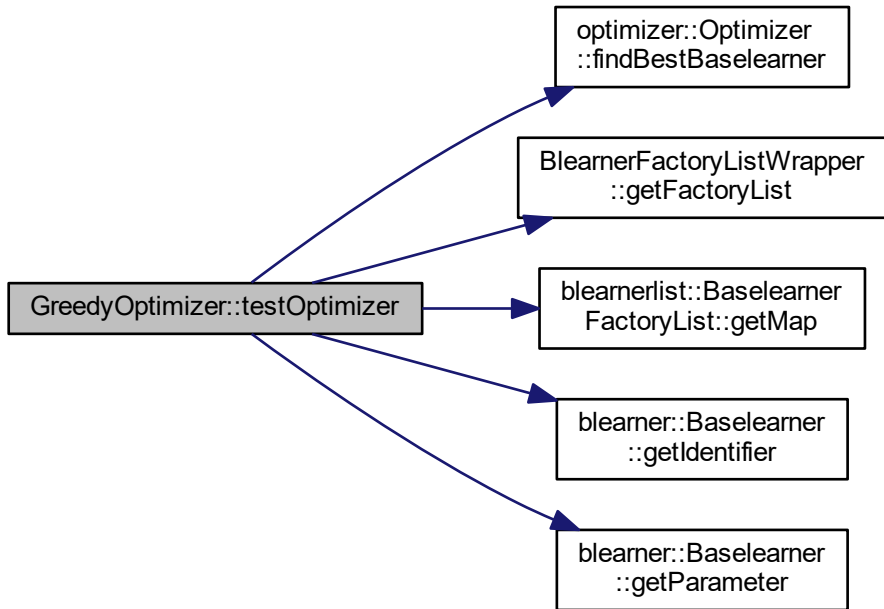 optimizer::Optimizer
::findBestBaselearner
BlearnerFactoryListWrapper
::getFactoryList
GreedyOptimizer::testOptimizer
blearnerlist::Baselearner
FactoryList::getMap
blearner::Baselearner
::getIdentifier
blearner::Baselearner
::getParameter